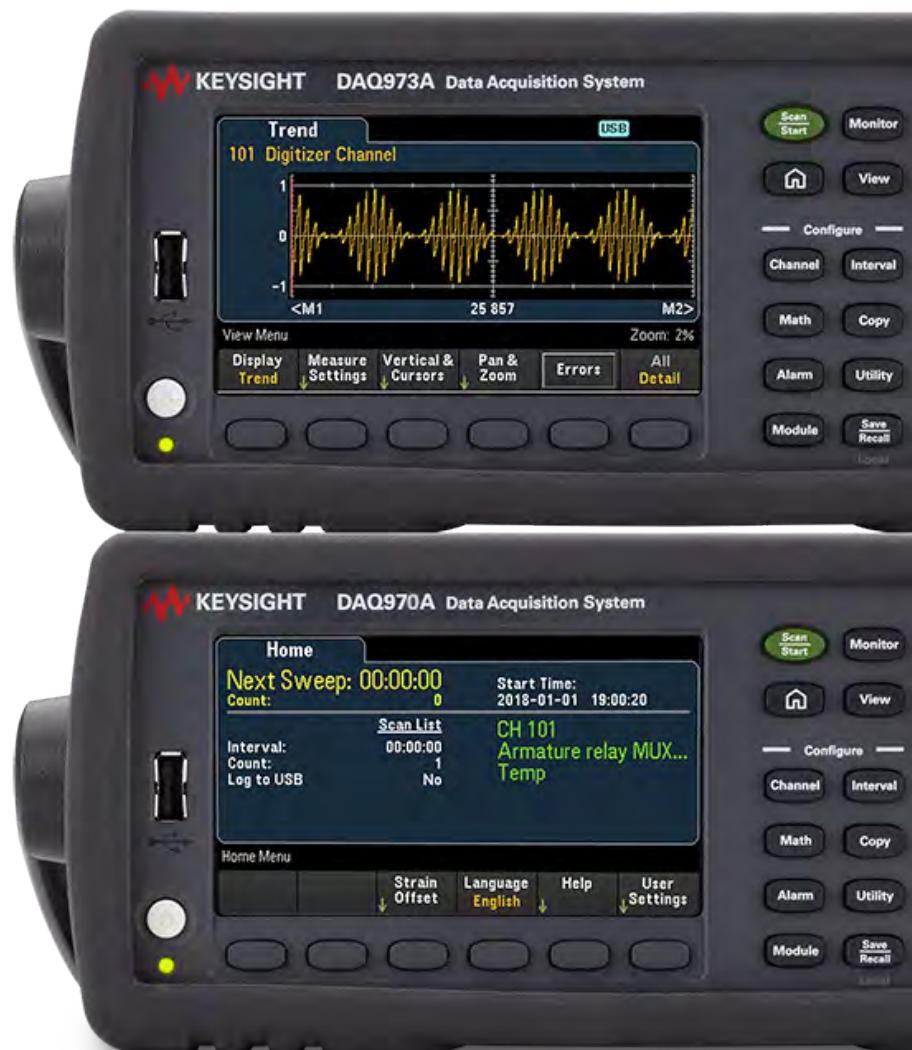 KEYSIGHT DAQ973A Data Acquisition System
Trend USB
101 Digitizer Channel
1
0
-1
<M1 25 857 M2>
View Menu Zoom: 2%
Display Trend
Measure Settings
Vertical & Cursors
Pan & Zoom
Errors
All Detail
Scan Start
Monitor
View
Configure
Channel
Interval
Math
Copy
Alarm
Utility
Module
Save Recall
Local
KEYSIGHT DAQ970A Data Acquisition System
Home
Next Sweep: 00:00:00
Count: 0
Start Time:
2018-01-01 19:00:20
Scan List
Interval: 00:00:00
Count: 1
Log to USB No
CH 101
Armature relay MUX...
Temp
Home Menu
Strain Offset
Language English
Help
User Settings
Scan Start
Monitor
View
Configure
Channel
Interval
Math
Copy
Alarm
Utility
Module
Save Recall
Local